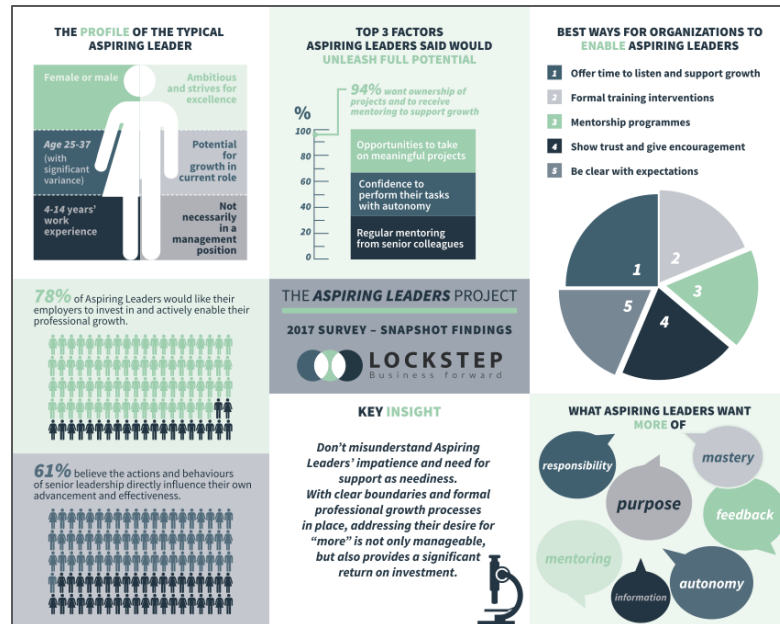 THE PROFILE OF THE TYPICAL
ASPIRING LEADER
Female or male
Ambitious
and strives for
excellence
Age 25-37
(with
significant
variance)
Potential
for
growth in
current role
4-14 years’
work
experience
Not
necessarily
in a
management
position
TOP 3 FACTORS
ASPIRING LEADERS SAID WOULD
UNLEASH FULL POTENTIAL
94% want ownership of
projects and to receive
mentoring to support growth
%
100
80
60
40
20
0
Opportunities to take
on meaningful projects
Confidence to
perform their tasks
with autonomy
Regular mentoring
from senior colleagues
BEST WAYS FOR ORGANIZATIONS TO
ENABLE ASPIRING LEADERS
1 Offer time to listen and support growth
2 Formal training interventions
3 Mentorship programmes
4 Show trust and give encouragement
5 Be clear with expectations
1
2
3
4
5
78% of Aspiring Leaders would like their
employers to invest in and actively enable their
professional growth.
THE ASPIRING LEADERS PROJECT
2017 SURVEY – SNAPSHOT FINDINGS
LOCKSTEP
Business forward
61% believe the actions and behaviours
of senior leadership directly influence their own
advancement and effectiveness.
KEY INSIGHT
Don’t misunderstand Aspiring
Leaders’ impatience and need for
support as neediness.
With clear boundaries and formal
professional growth processes
in place, addressing their desire for
“more” is not only manageable,
but also provides a significant
return on investment.
WHAT ASPIRING LEADERS WANT
MORE OF
responsibility
mastery
purpose
feedback
mentoring
information
autonomy